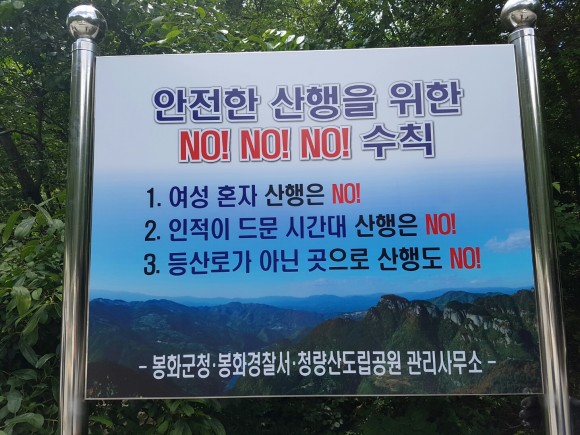 안전한 산행을 위한
NO! NO! NO! 수칙
1. 여성 혼자 산행은 NO!
2. 인적이 드문 시간대 산행은 NO!
3. 등산로가 아닌 곳으로 산행도 NO!
- 봉화군청·봉화경찰서·청량산도립공원 관리사무소 -